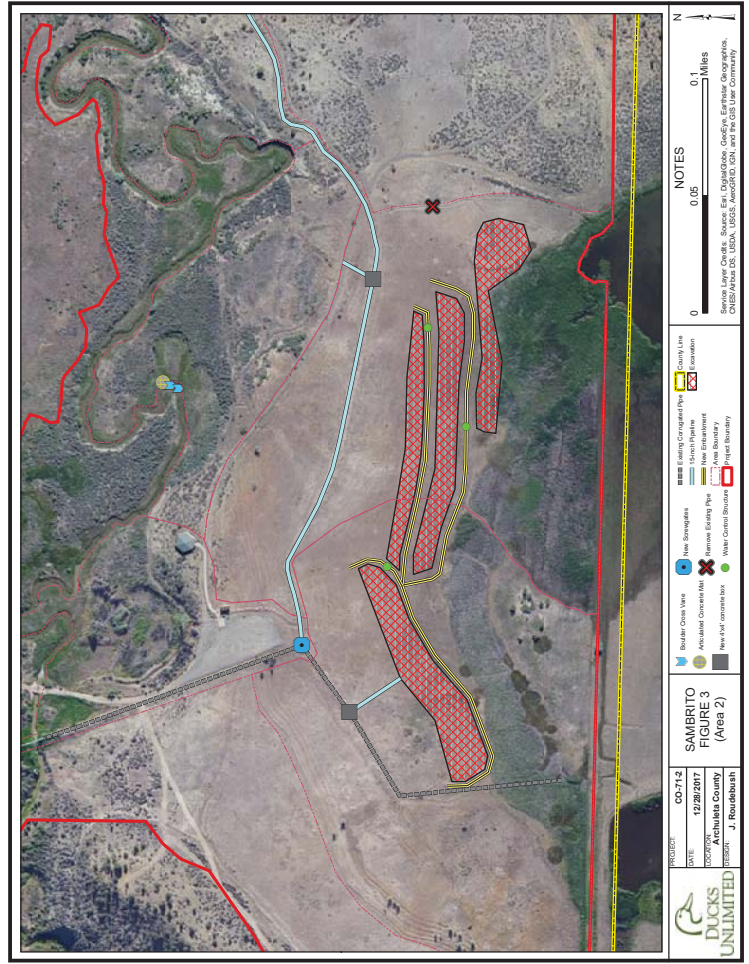 DUCKS
UNLIMITED
PROJECT: CO-71-2
DATE: 12/28/2017
LOCATION: Archuleta County
DESIGN: J. Roudebush
SAMBRITO
FIGURE 3
(Area 2)
Boulder Cross Vane
Articulated Concrete Mat
New 4'x4' concrete box
New Screwgates
Remove Existing Pipe
Water Control Structure
Existing Corrugated Pipe
15-inch Pipeline
New Embankment
Area Boundary
Project Boundary
County Line
Excavation
NOTES
0 0.05 0.1
Miles
N
Service Layer Credits: Source: Esri, DigitalGlobe, GeoEye, Earthstar Geographics,
CNES/Airbus DS, USDA, USGS, AeroGRID, IGN, and the GIS User Community